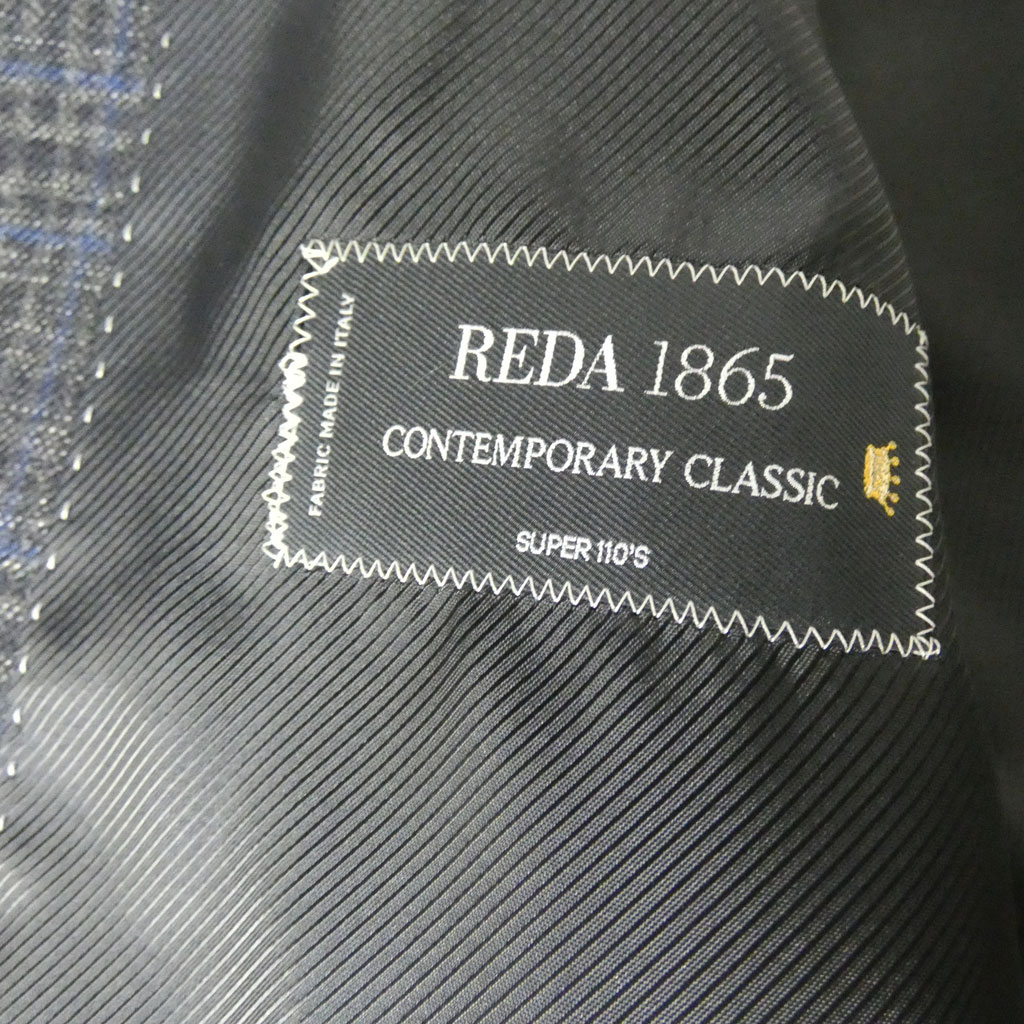 FABRIC MADE IN ITALY
REDA 1865
CONTEMPORARY CLASSIC
SUPER 110'S